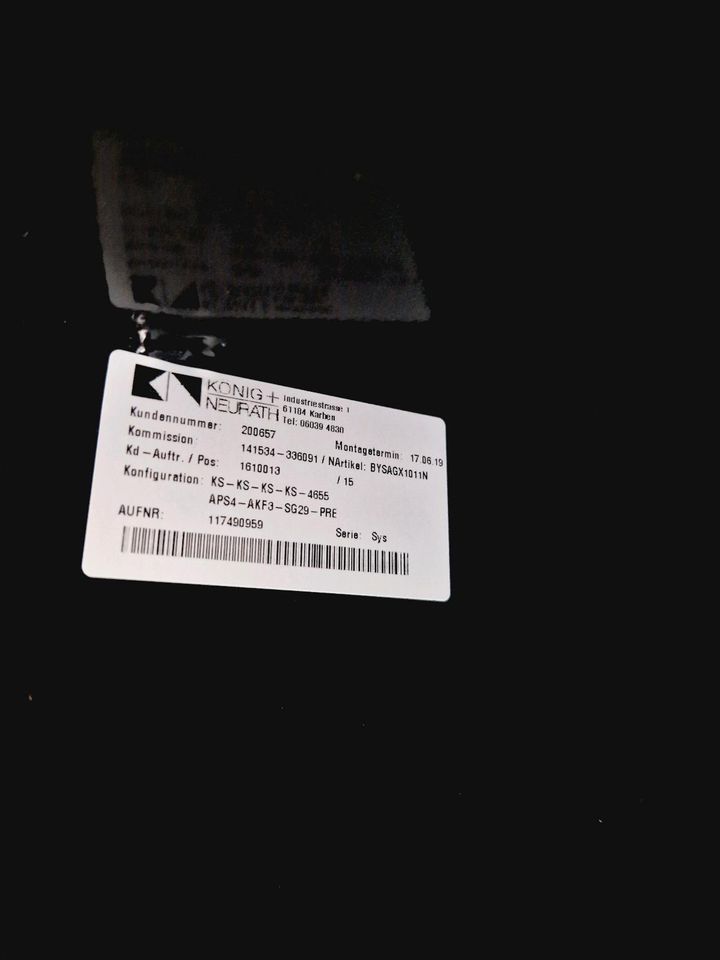 KÖNIG +
NEURATH
Industriestrasse 1
61184 Karben
Tel: 06039 4830
Kundennummer: 200657
Montagetermin: 17.06.19
Kommission: 141534-336091 / NArtikel: BYSAGX1011N
Kd-Auftr. / Pos: 1610013 / 15
Konfiguration: KS-KS-KS-KS-4655
APS4-AKF3-SG29-PRE
AUFNR: 117490959
Serie: Sys